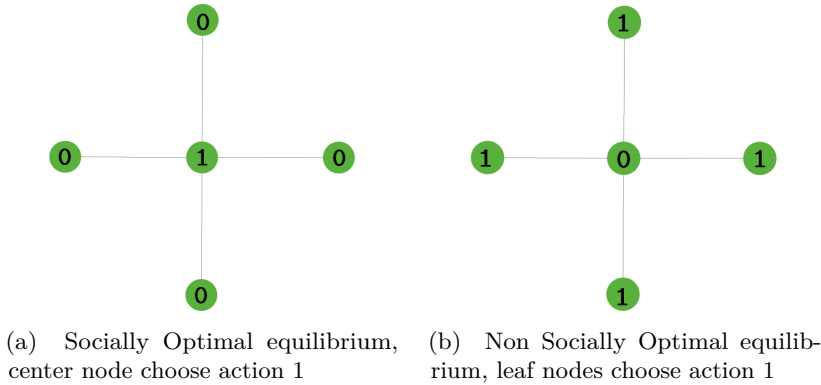 0
0 1 0
0
(a) Socially Optimal equilibrium,
center node choose action 1
1
1 0 1
1
(b) Non Socially Optimal equilib-
rium, leaf nodes choose action 1